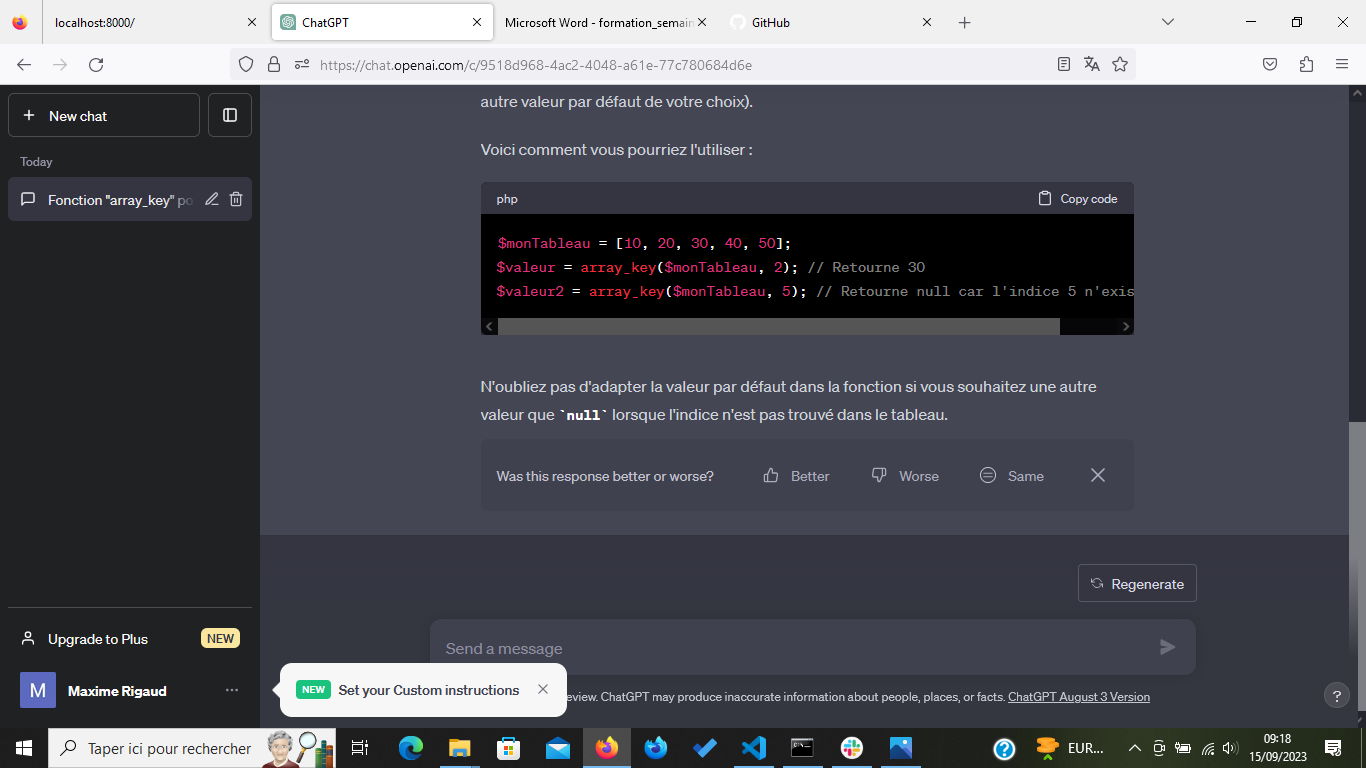 localhost:8000/
ChatGPT
Microsoft Word - formation_semain
GitHub
https://chat.openai.com/c/9518d968-4ac2-4048-a61e-77c780684d6e
New chat
Today
Fonction "array_key" po
autre valeur par défaut de votre choix).
Voici comment vous pourriez l'utiliser :
php
Copy code
$monTableau = [10, 20, 30, 40, 50];
$valeur = array_key($monTableau, 2); // Retourne 30
$valeur2 = array_key($monTableau, 5); // Retourne null car l'indice 5 n'exis
N'oubliez pas d'adapter la valeur par défaut dans la fonction si vous souhaitez une autre
valeur que `null` lorsque l'indice n'est pas trouvé dans le tableau.
Was this response better or worse?
Better
Worse
Same
Regenerate
Send a message
Upgrade to Plus
NEW
M
Maxime Rigaud
NEW Set your Custom instructions
eview. ChatGPT may produce inaccurate information about people, places, or facts. ChatGPT August 3 Version
?
Taper ici pour rechercher
EUR...
09:18
15/09/2023